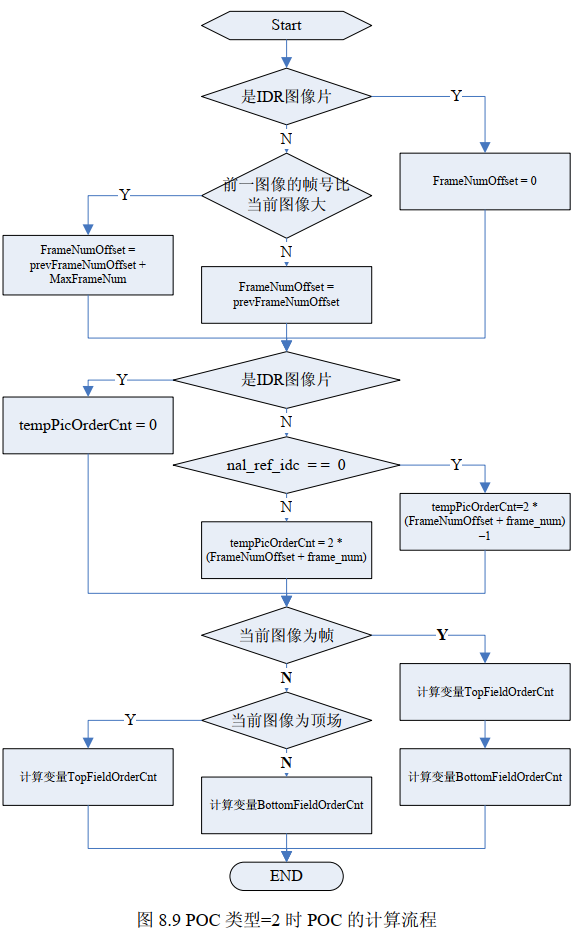 Start
是IDR图像片
Y
N
前一图像的帧号比
当前图像大
FrameNumOffset = 0
Y
FrameNumOffset =
prevFrameNumOffset +
MaxFrameNum
N
FrameNumOffset =
prevFrameNumOffset
是IDR图像片
Y
N
tempPicOrderCnt = 0
nal_ref_idc = = 0
Y
N
tempPicOrderCnt=2 *
(FrameNumOffset + frame_num)
–1
tempPicOrderCnt = 2 *
(FrameNumOffset + frame_num)
当前图像为帧
Y
N
计算变量TopFieldOrderCnt
当前图像为顶场
Y
N
计算变量TopFieldOrderCnt
计算变量BottomFieldOrderCnt
计算变量BottomFieldOrderCnt
END
图 8.9 POC 类型=2 时 POC 的计算流程